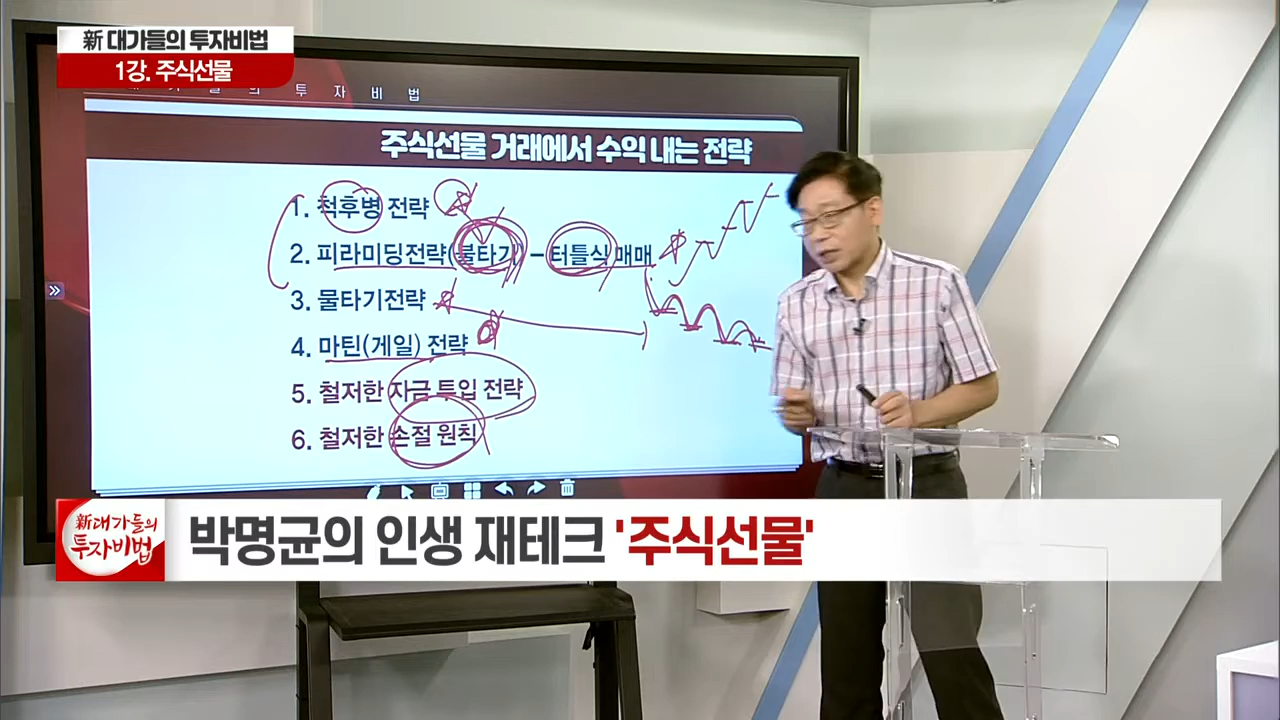 新 대가들의 투자비법
1강. 주식선물
대 가 들 의 투 자 비 법
주식선물 거래에서 수익 내는 전략
1. 척후병 전략
2. 피라미딩전략(불타기) – 터틀식 매매
3. 물타기전략
4. 마틴(게일) 전략
5. 철저한 자금 투입 전략
6. 철저한 손절 원칙
新대가들의
투자비법
박명균의 인생 재테크 '주식선물'